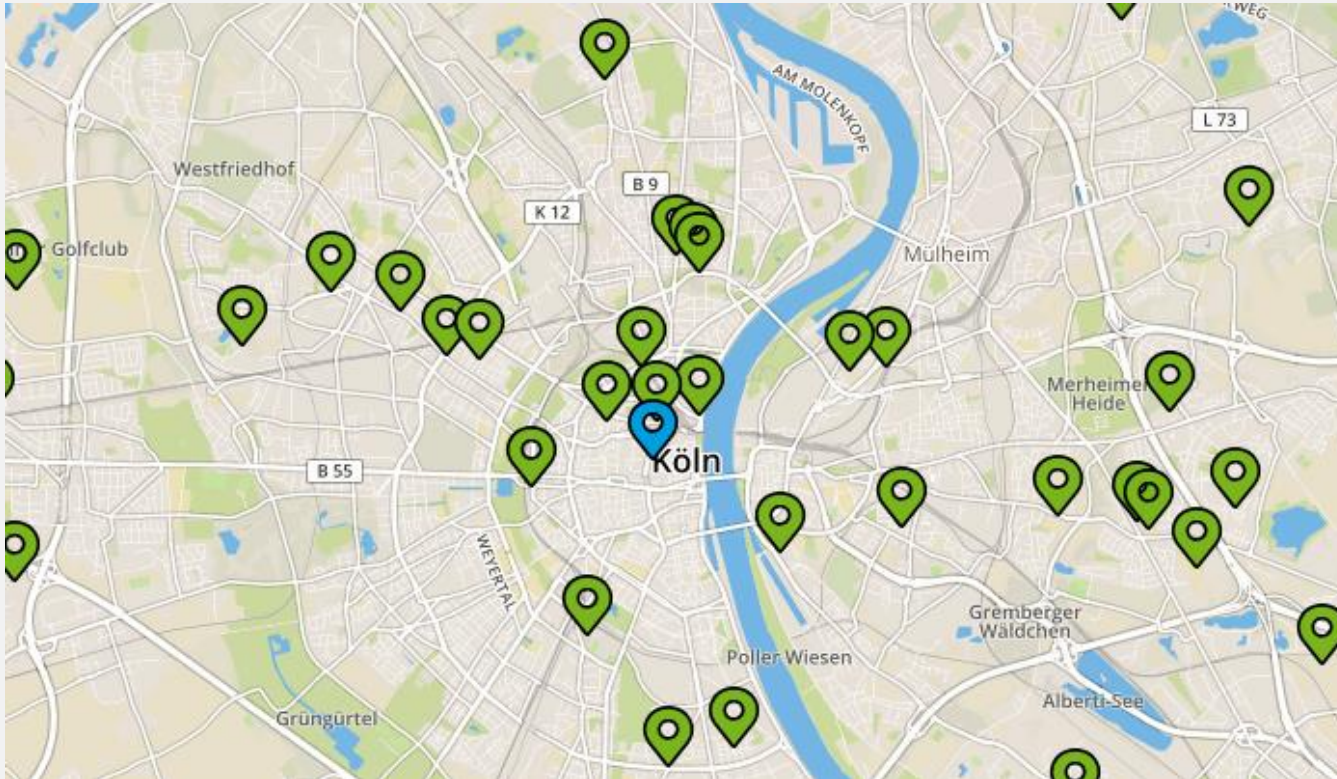 RWEG
AM MOLENKOPF
L 73
Westfriedhof
B 9
K 12
Golfclub
Mülheim
Merheimer
Heide
Köln
B 55
WEYERTAL
Gremberger
Wäldchen
Poller Wiesen
Alberti-See
Grüngürtel